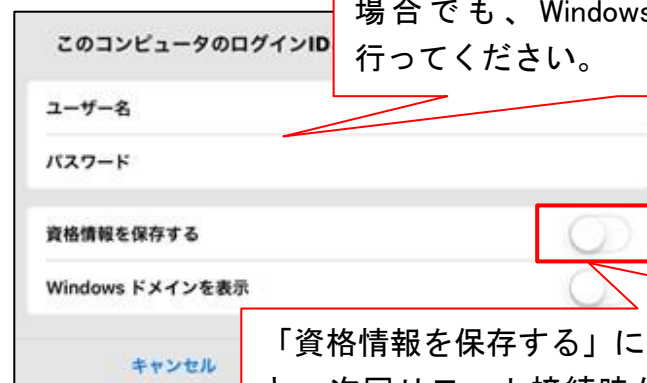 場合でも、Windows
行ってください。
このコンピュータのログインID
ユーザー名
パスワード
資格情報を保存する
Windows ドメインを表示
キャンセル
「資格情報を保存する」に